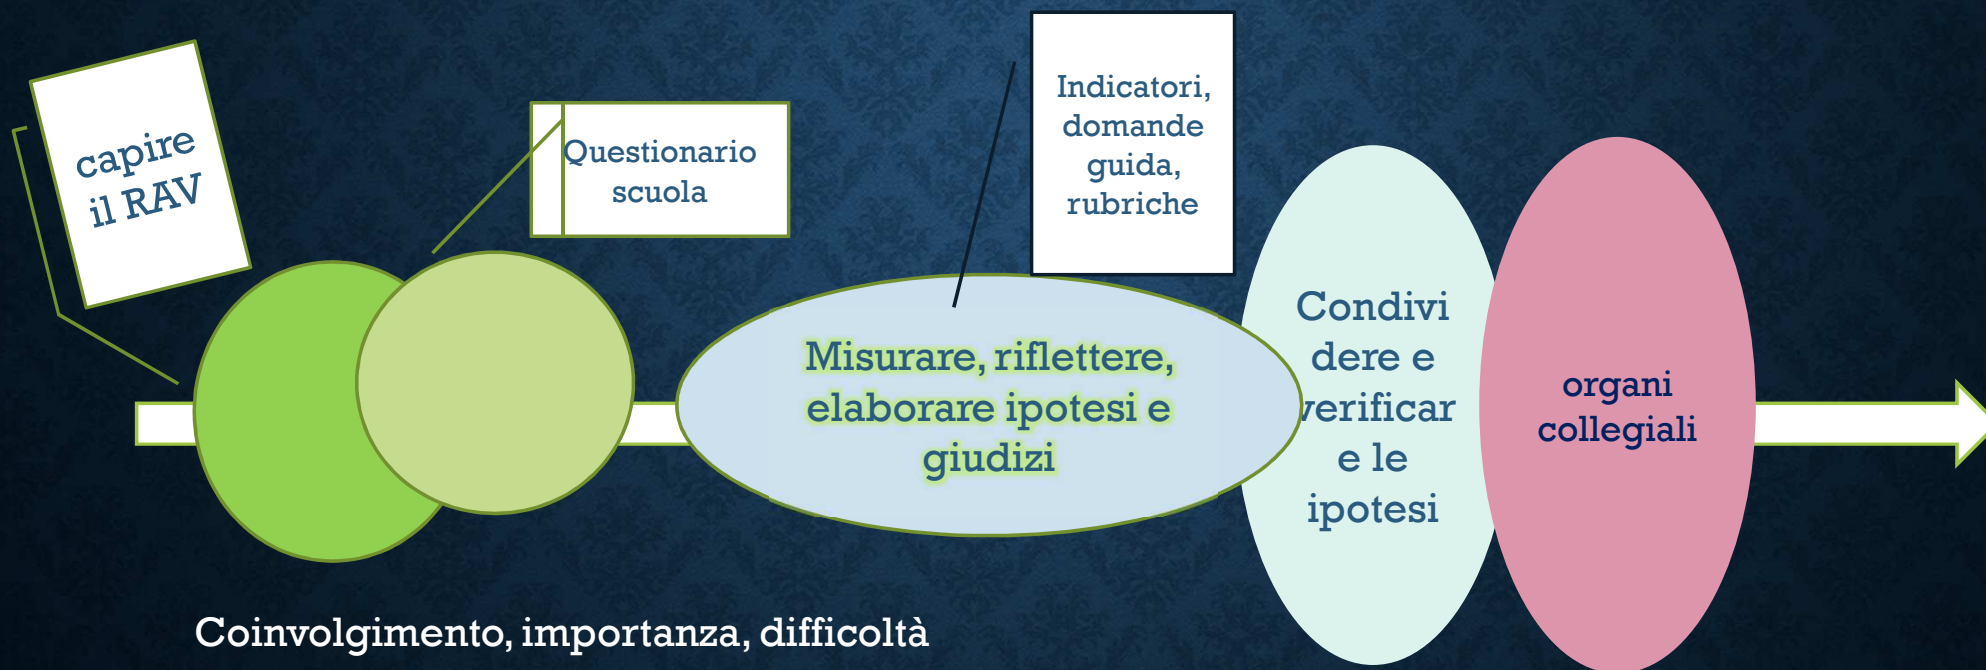 capire
il RAV
Questionario
scuola
Indicatori,
domande
guida,
rubriche
Misurare, riflettere,
elaborare ipotesi e
giudizi
Condivi
dere e
verificar
e le
ipotesi
organi
collegiali
Coinvolgimento, importanza, difficoltà